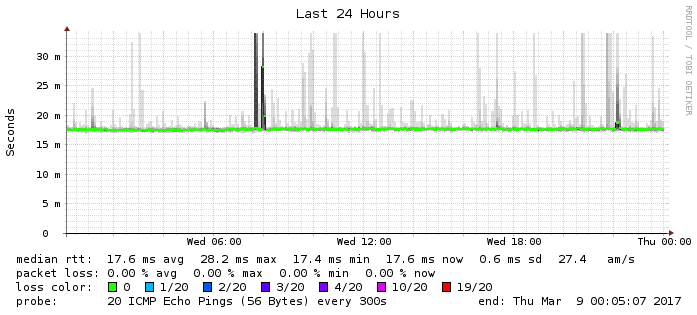 Last 24 Hours
RRDTOOL / TOBI OETIKER
Seconds
30 m
25 m
20 m
15 m
10 m
5 m
0
Wed 06:00 Wed 12:00 Wed 18:00 Thu 00:00
median rtt: 17.6 ms avg 28.2 ms max 17.4 ms min 17.6 ms now 0.6 ms sd 27.4 am/s
packet loss: 0.00 % avg 0.00 % max 0.00 % min 0.00 % now
loss color: 0 1/20 2/20 3/20 4/20 10/20 19/20
probe: 20 ICMP Echo Pings (56 Bytes) every 300s end: Thu Mar 9 00:05:07 2017